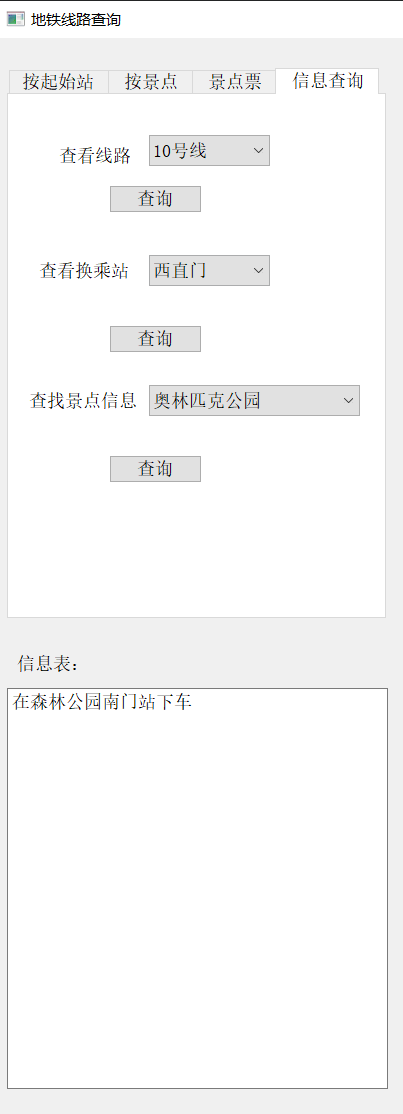 地铁线路查询
按起始站 按景点 景点票 信息查询
查看线路 10号线
查询
查看换乘站 西直门
查询
查找景点信息 奥林匹克公园
查询
信息表：
在森林公园南门站下车